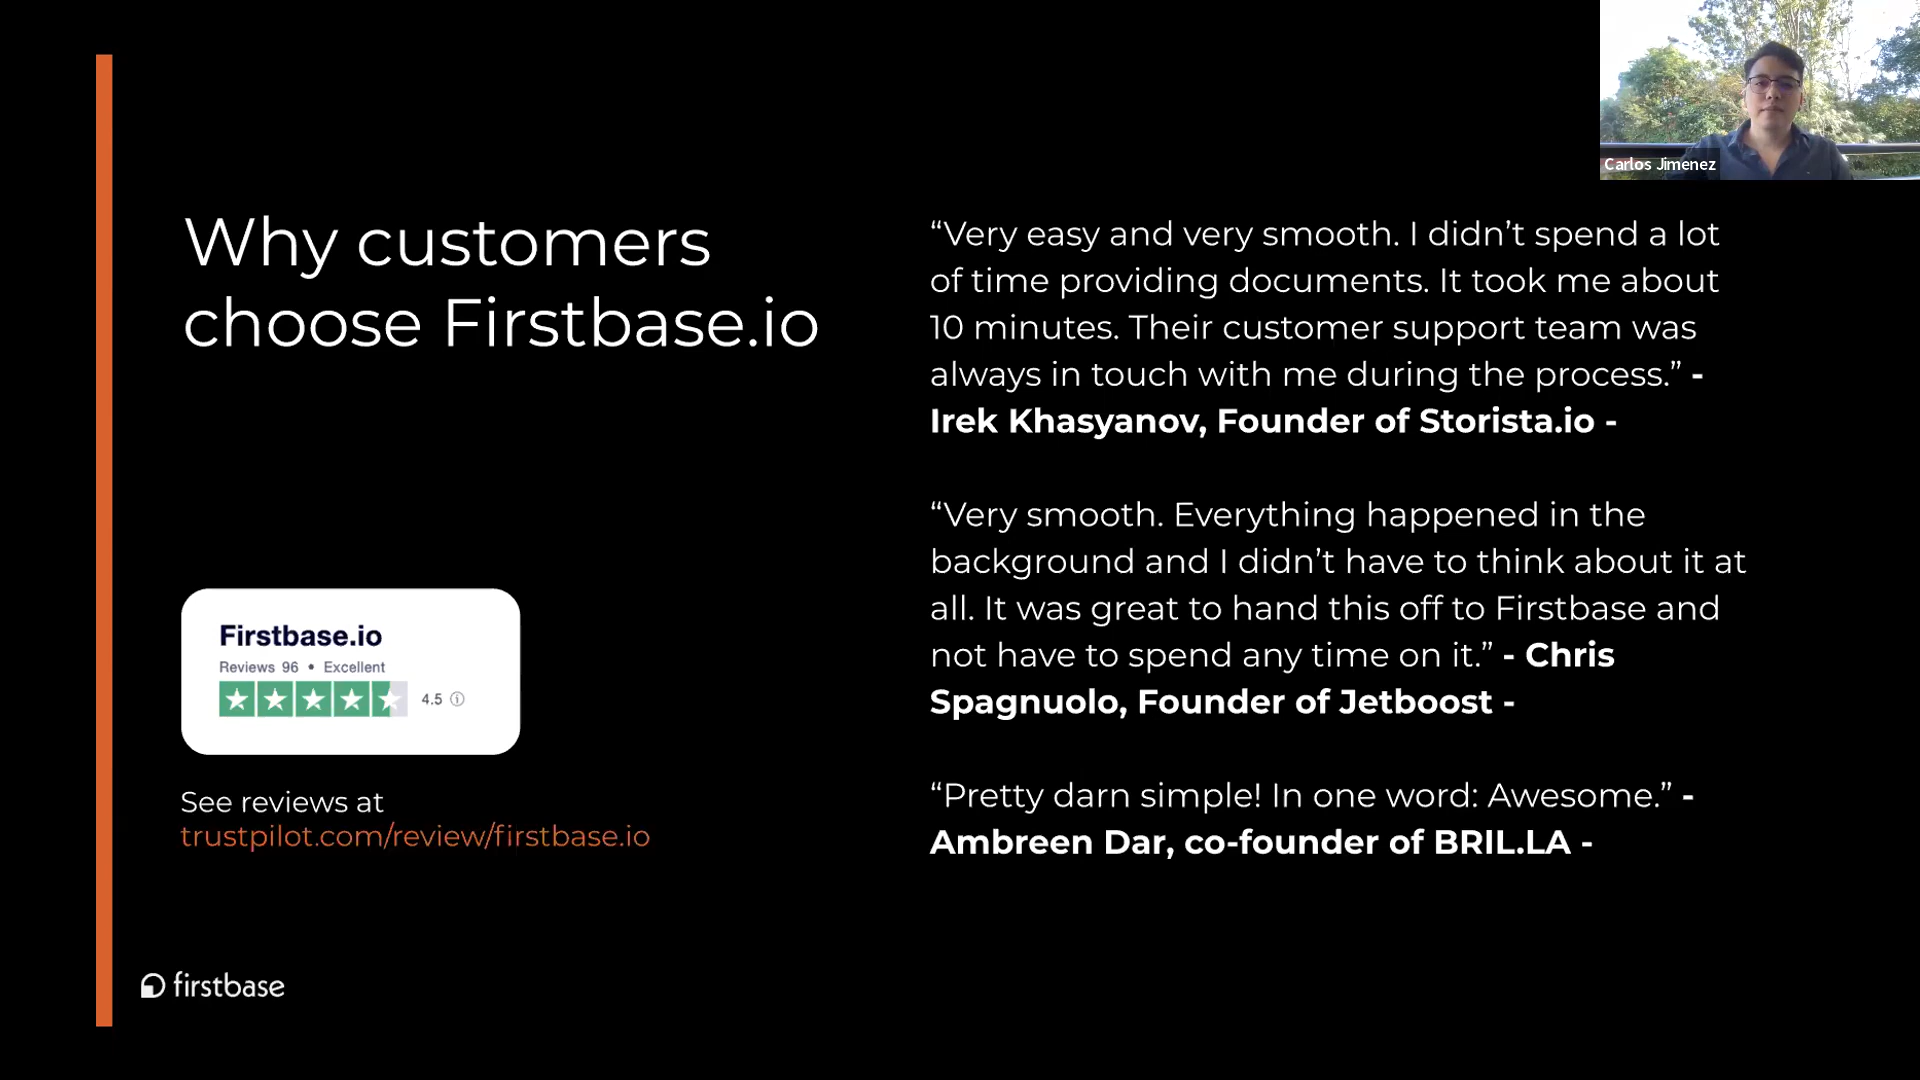 Carlos Jimenez
Why customers
choose Firstbase.io
Firstbase.io
Reviews 96 • Excellent
4.5
See reviews at
trustpilot.com/review/firstbase.io
firstbase
“Very easy and very smooth. I didn’t spend a lot
of time providing documents. It took me about
10 minutes. Their customer support team was
always in touch with me during the process.” -
Irek Khasyanov, Founder of Storista.io -
“Very smooth. Everything happened in the
background and I didn’t have to think about it at
all. It was great to hand this off to Firstbase and
not have to spend any time on it.” - Chris
Spagnuolo, Founder of Jetboost -
“Pretty darn simple! In one word: Awesome.” -
Ambreen Dar, co-founder of BRIL.LA -